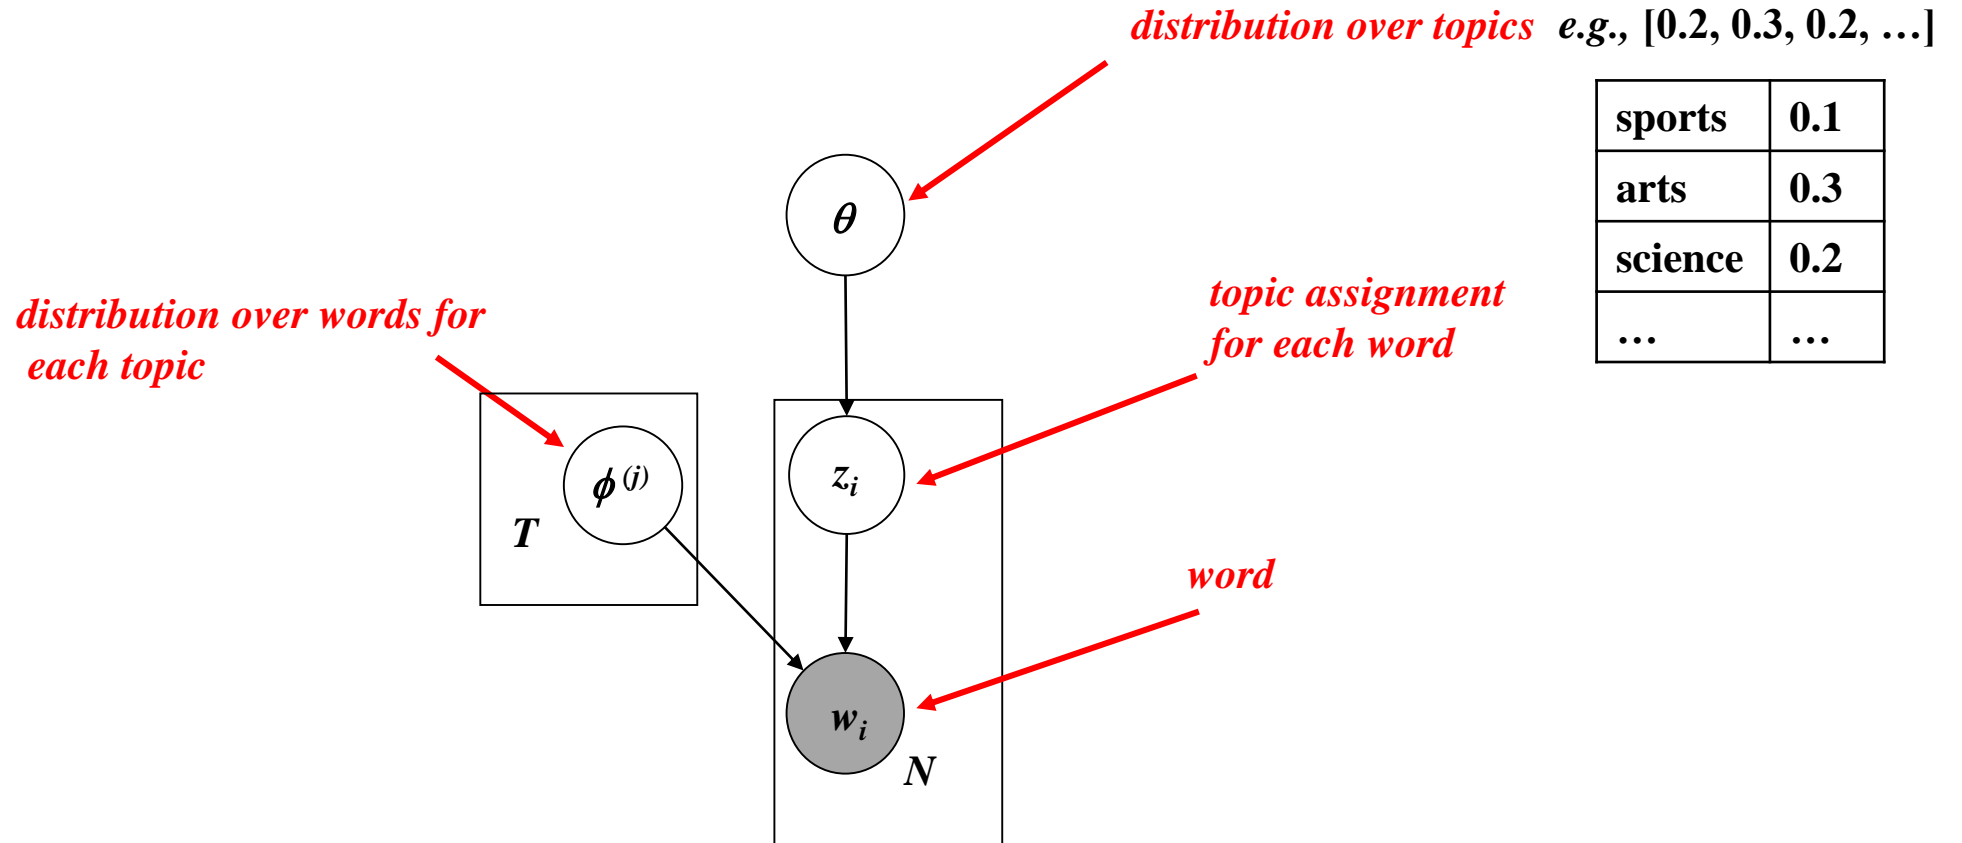 distribution over topics e.g., [0.2, 0.3, 0.2, …]
sports 0.1
arts 0.3
science 0.2
… …
θ
topic assignment
for each word
distribution over words for
each topic
ϕ(j)
T
zi
word
wi
N